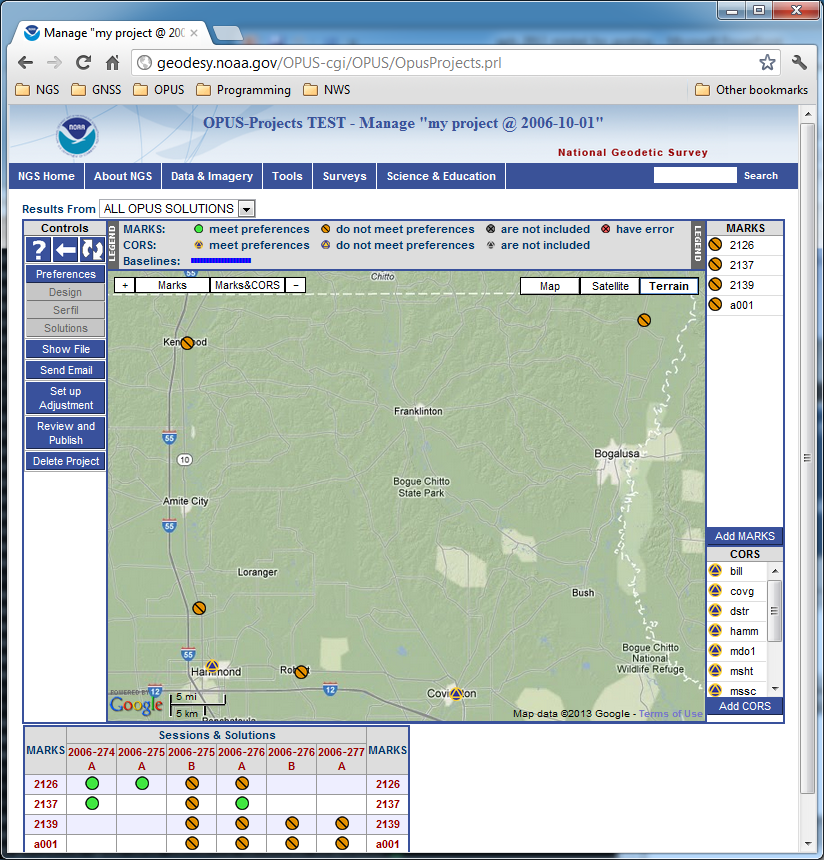 Manage "my project @ 200
geodesy.noaa.gov/OPUS-cgi/OPUS/OpusProjects.prl
NGS GNSS OPUS Programming NWS Other bookmarks
NOAA
OPUS-Projects TEST - Manage "my project @ 2006-10-01"
National Geodetic Survey
NGS Home About NGS Data & Imagery Tools Surveys Science & Education Search
Results From ALL OPUS SOLUTIONS
Controls
?
Preferences
Design
Serfil
Solutions
Show File
Send Email
Set up
Adjustment
Review and
Publish
Delete Project
LEGEND
MARKS: meet preferences do not meet preferences are not included have error
CORS: meet preferences do not meet preferences are not included
Baselines:
LEGEND
+ Marks Marks&CORS −
Map Satellite Terrain
55
Chitto
Franklinton
55
10
Bogalusa
Bogue Chitto
State Park
Amite City
55
Loranger
Bush
55
Bogue Chitto
National
Wildlife Refuge
12
12
POWERED BY
Google
5 mi
5 km
Map data ©2013 Google - Terms of Use
MARKS
2126
2137
2139
a001
Add MARKS
CORS
bill
covg
dstr
hamm
mdo1
msht
mssc
Add CORS
MARKS Sessions & Solutions MARKS
2006-274 2006-275 2006-275 2006-276 2006-276 2006-277
A A B A B A
2126 2126
2137 2137
2139 2139
a001 a001